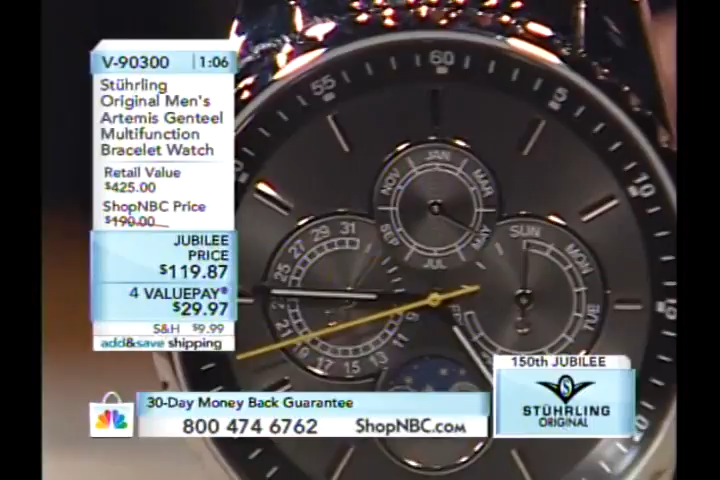 V-90300 1:06
Stührling
Original Men's
Artemis Genteel
Multifunction
Bracelet Watch
Retail Value
$425.00
ShopNBC Price
$190.00
JUBILEE
PRICE
$119.87
4 VALUEPAY®
$29.97
S&H $9.99
add&save shipping
55 60 5 10
JAN MAR MAY JUL SEP NOV
31 29 27 25 21 19 17 15 13 11 9
SUN MON TUE
20
150th JUBILEE
S
STÜHRLING
ORIGINAL
30-Day Money Back Guarantee
800 474 6762 ShopNBC.com